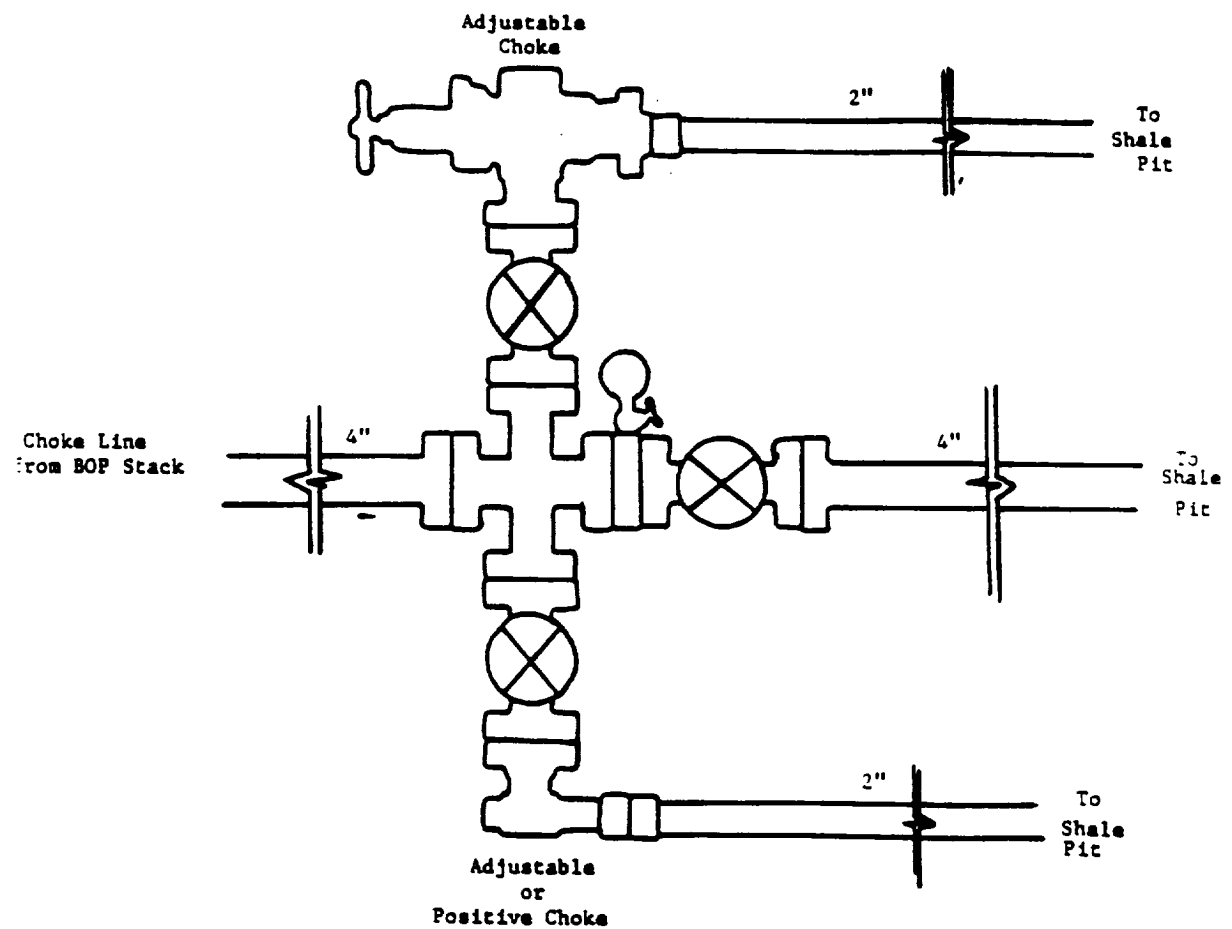 Adjustable
Choke
2"
To
Shale
Pit
Choke Line
from BOP Stack
4"
4"
To
Shale
Pit
2"
To
Shale
Pit
Adjustable
or
Positive Choke